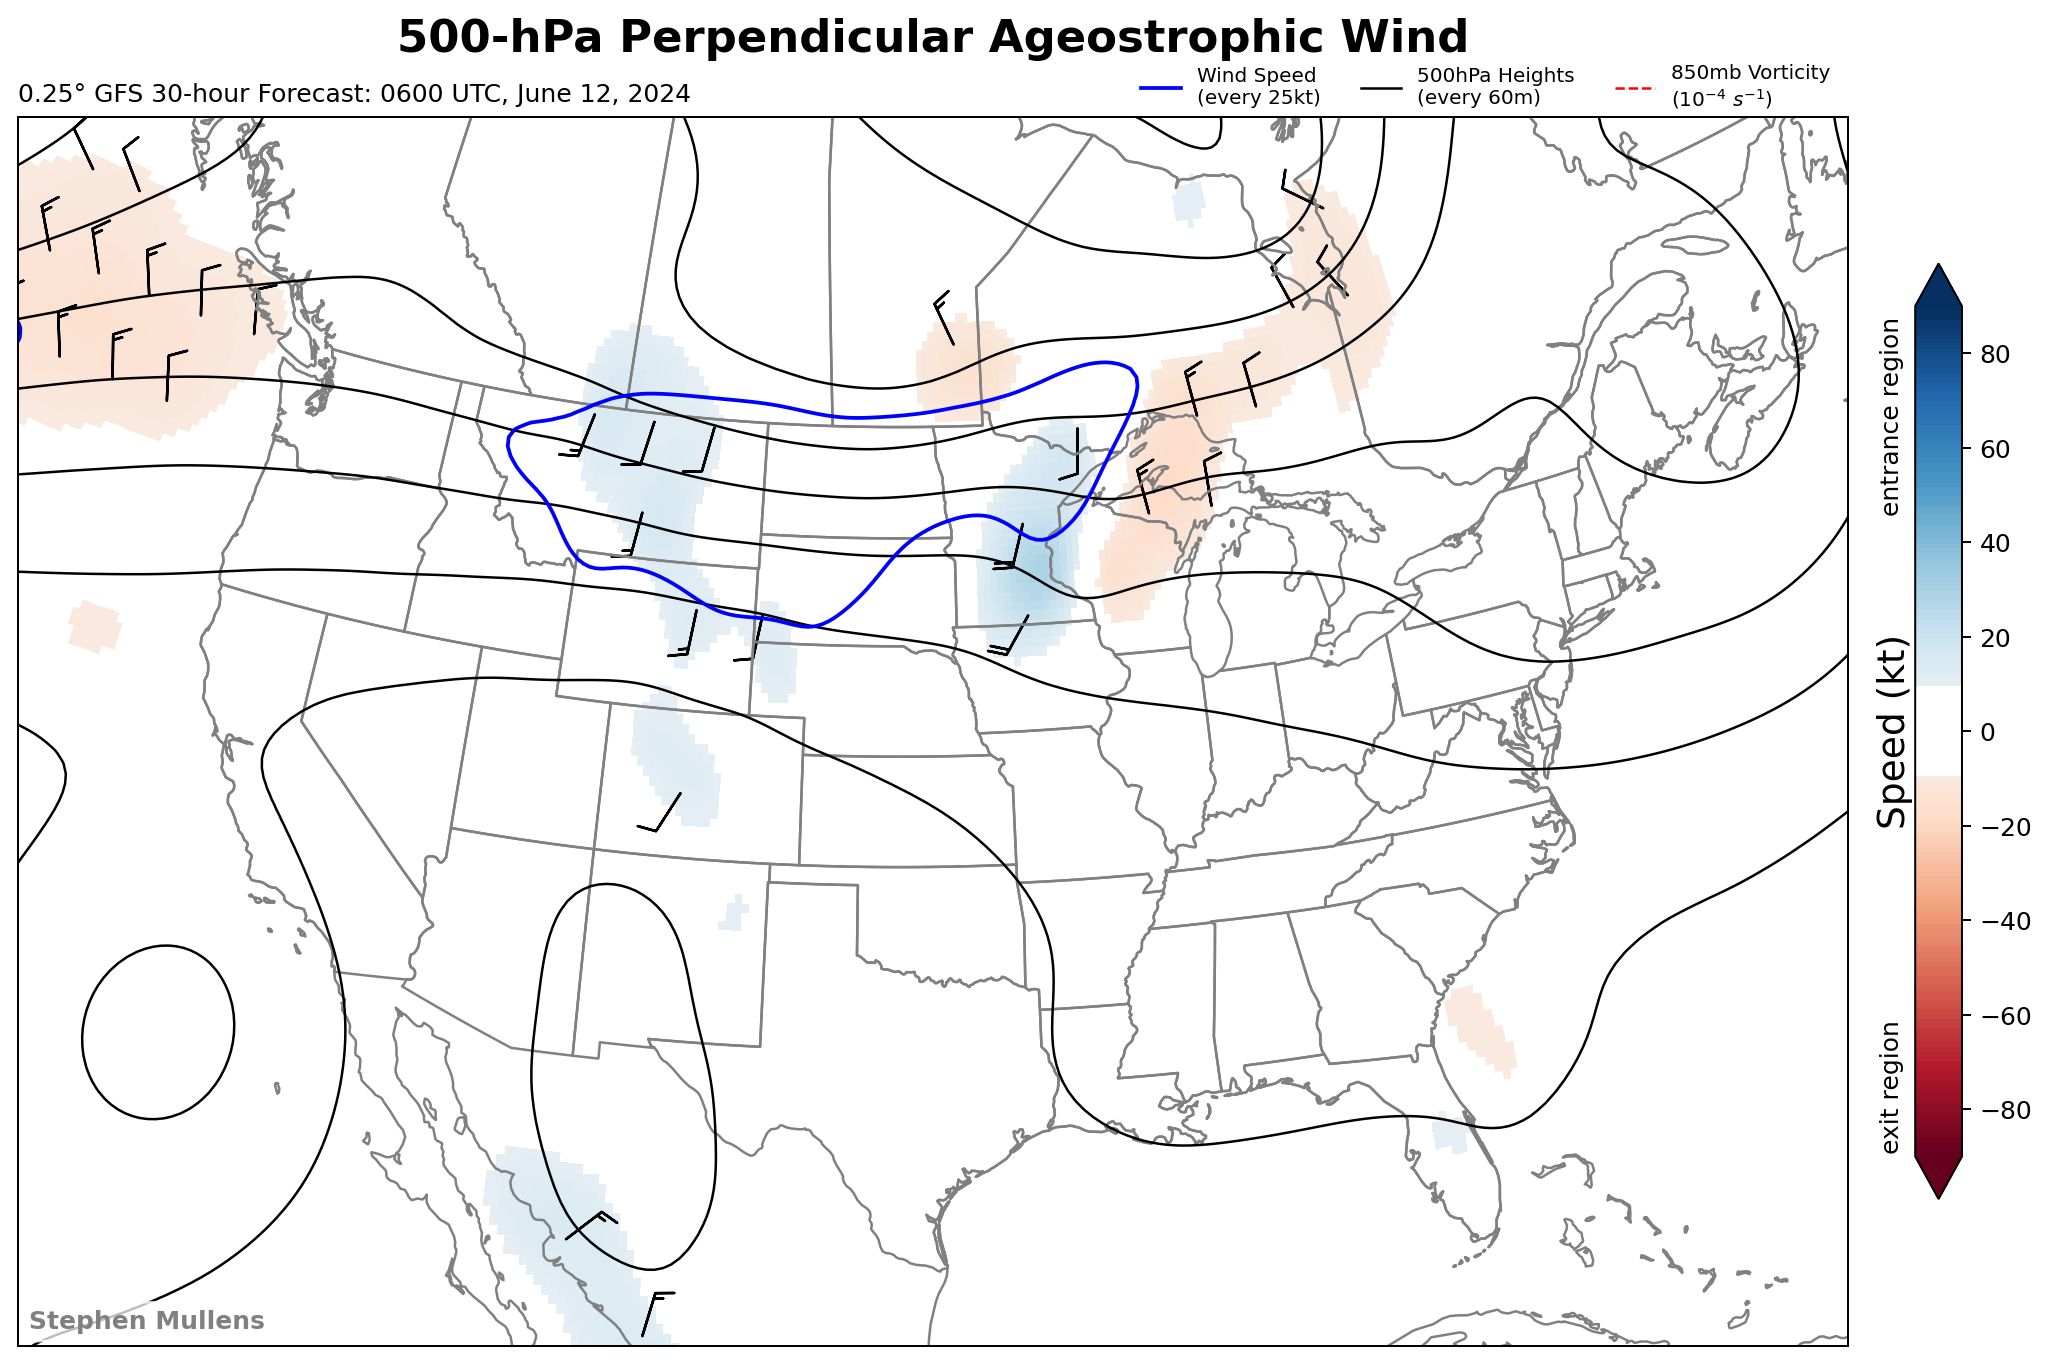 500-hPa Perpendicular Ageostrophic Wind
0.25° GFS 30-hour Forecast: 0600 UTC, June 12, 2024
Wind Speed
(every 25kt)
500hPa Heights
(every 60m)
850mb Vorticity
(10⁻⁴ s⁻¹)
entrance region
Speed (kt)
exit region
80
60
40
20
0
−20
−40
−60
−80
Stephen Mullens